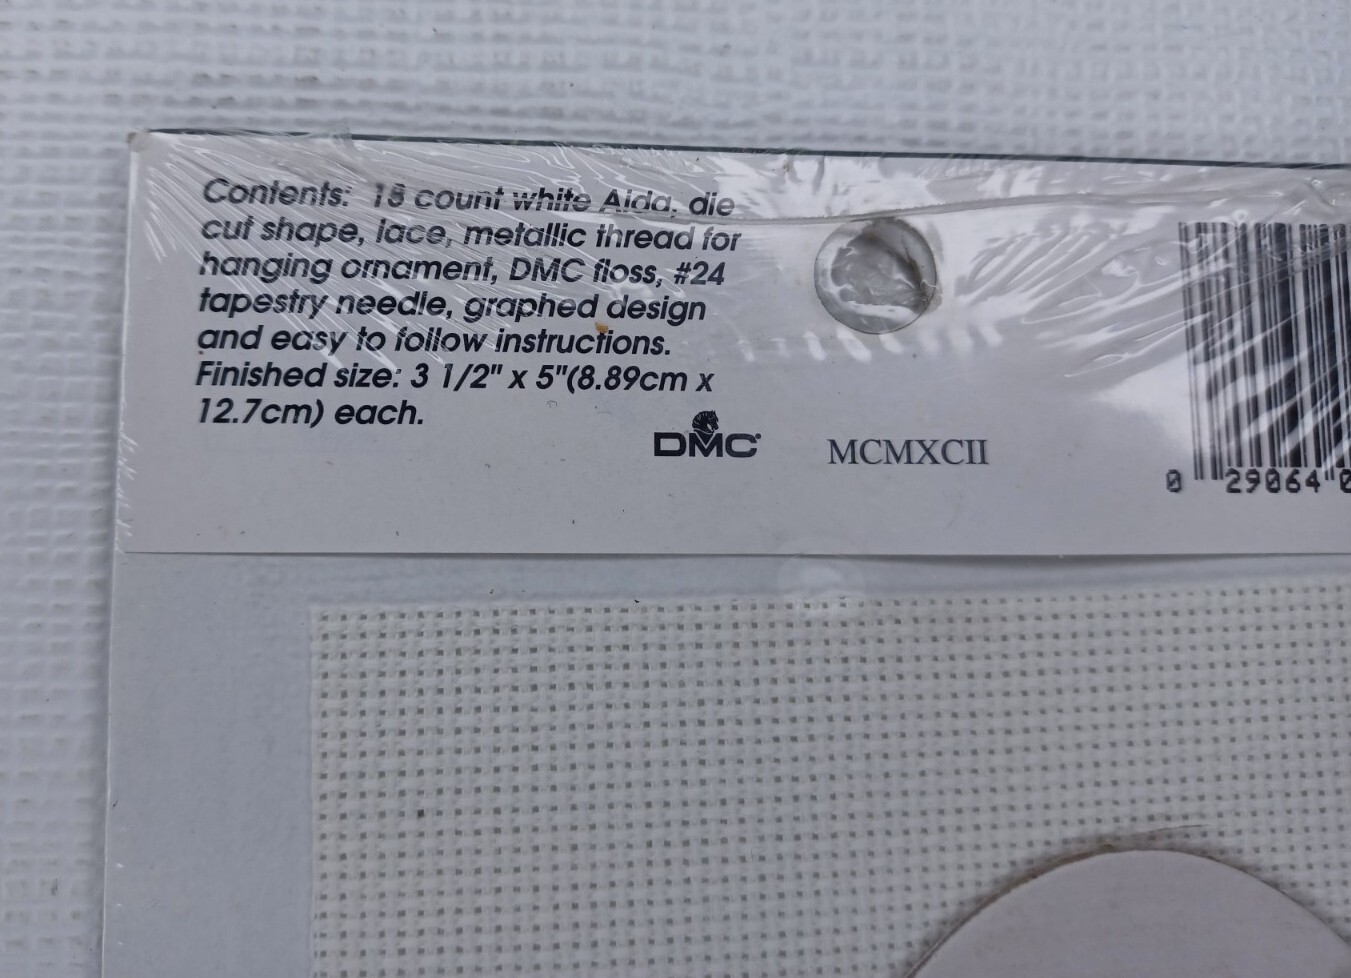 Contents: 18 count white Aida, die
cut shape, lace, metallic thread for
hanging ornament, DMC floss, #24
tapestry needle, graphed design
and easy to follow instructions.
Finished size: 3 1/2" x 5"(8.89cm x
12.7cm) each.
DMC
MCMXCII
0 29064 0